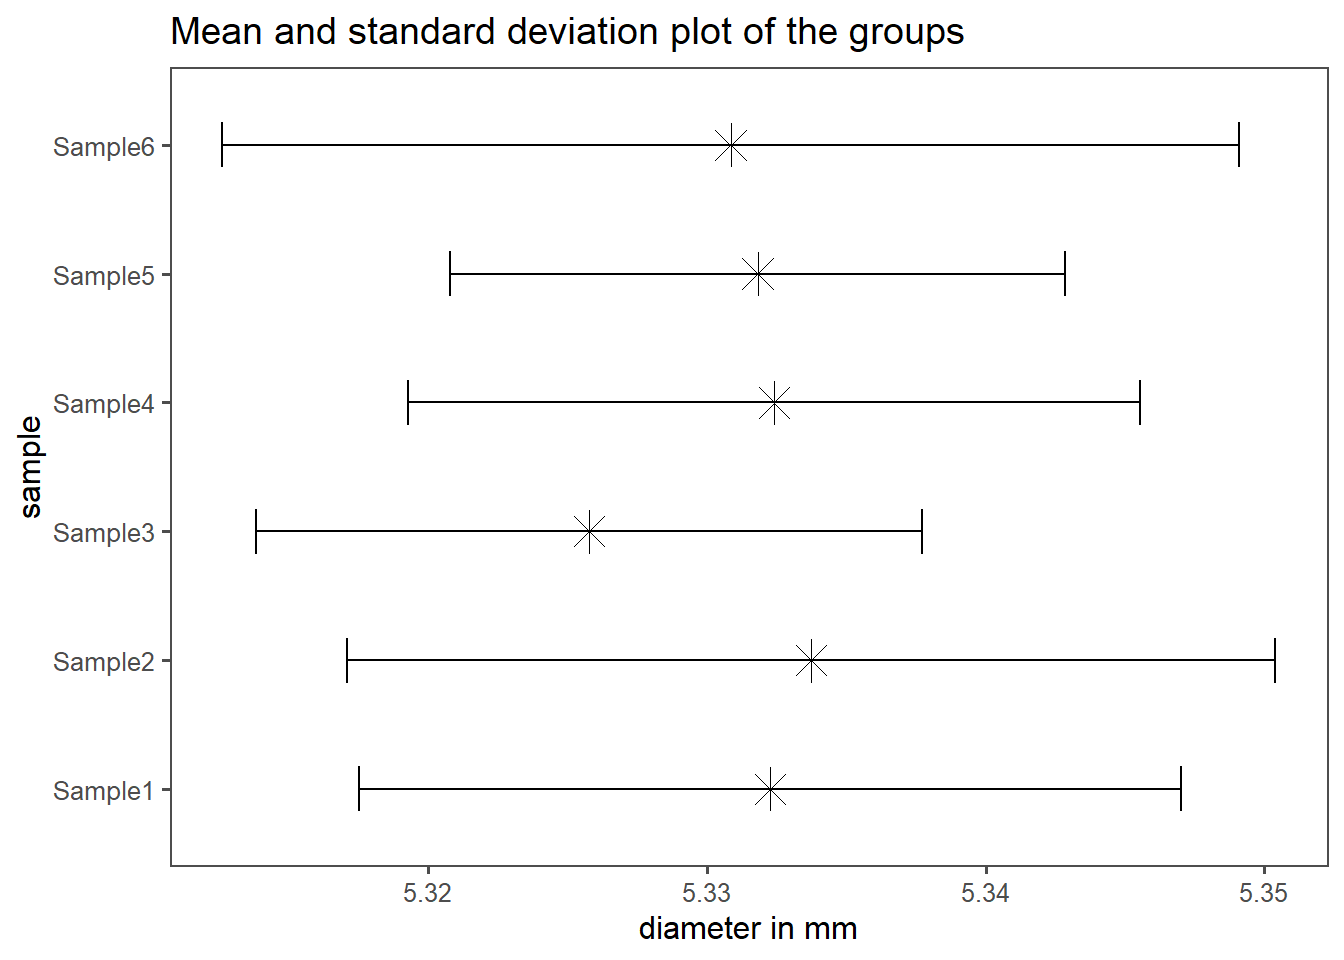 Mean and standard deviation plot of the groups
Sample6
Sample5
Sample4
Sample3
Sample2
Sample1
sample
5.32 5.33 5.34 5.35
diameter in mm